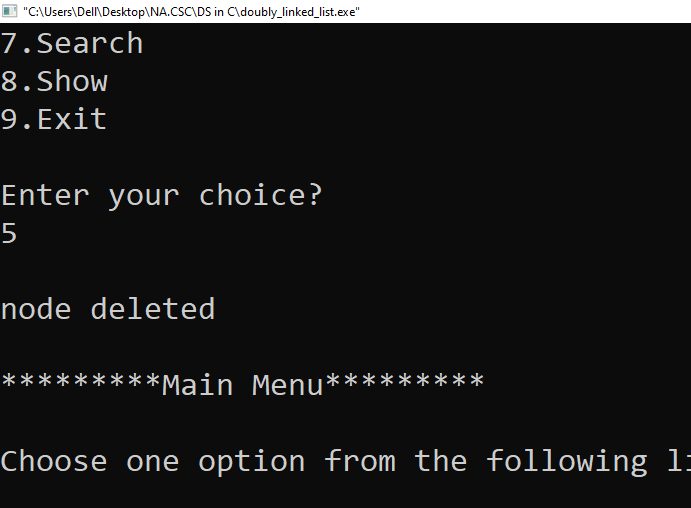 "C:\Users\Dell\Desktop\NA.CSC\DS in C\doubly_linked_list.exe"
7.Search
8.Show
9.Exit
Enter your choice?
5
node deleted
*********Main Menu*********
Choose one option from the following li